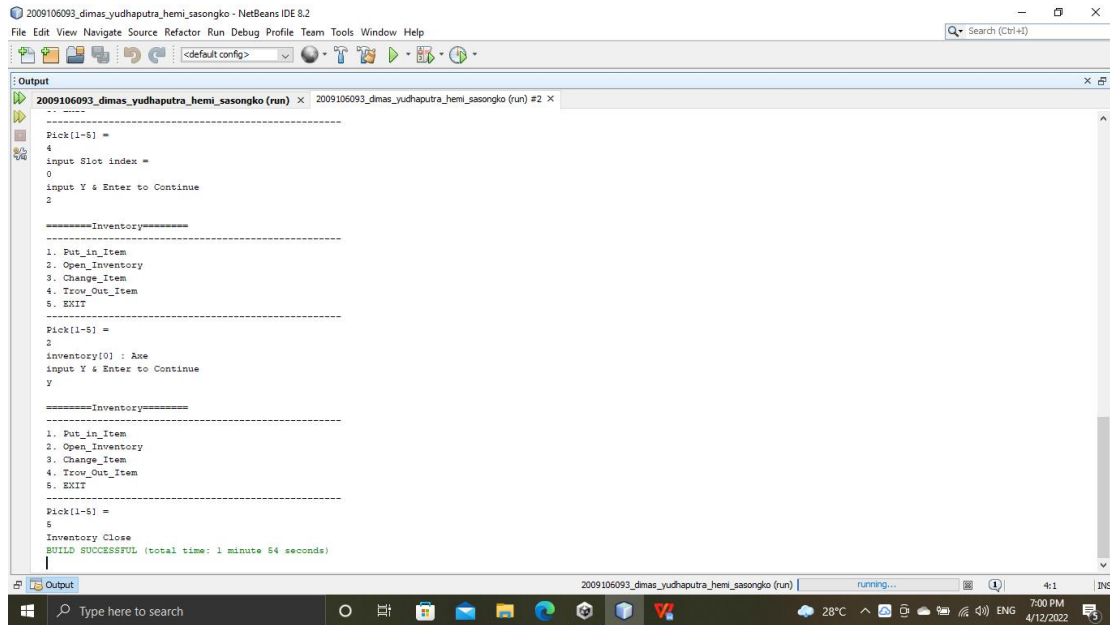 2009106093_dimas_yudhaputra_hemi_sasongko - NetBeans IDE 8.2
File Edit View Navigate Source Refactor Run Debug Profile Team Tools Window Help
Search (Ctrl+I)
<default config>
Output
2009106093_dimas_yudhaputra_hemi_sasongko (run) × 2009106093_dimas_yudhaputra_hemi_sasongko (run) #2 ×
----------------------------------------------------
Pick[1-5] =
4
input Slot index =
0
input Y & Enter to Continue
2
========Inventory========
----------------------------------------------------
1. Put_in_Item
2. Open_Inventory
3. Change_Item
4. Trow_Out_Item
5. EXIT
----------------------------------------------------
Pick[1-5] =
2
inventory[0] : Axe
input Y & Enter to Continue
y
========Inventory========
----------------------------------------------------
1. Put_in_Item
2. Open_Inventory
3. Change_Item
4. Trow_Out_Item
5. EXIT
----------------------------------------------------
Pick[1-5] =
5
Inventory Close
BUILD SUCCESSFUL (total time: 1 minute 54 seconds)
Output
2009106093_dimas_yudhaputra_hemi_sasongko (run) running... 1 4:1 INS
Type here to search
28°C ENG
7:00 PM
4/12/2022
5